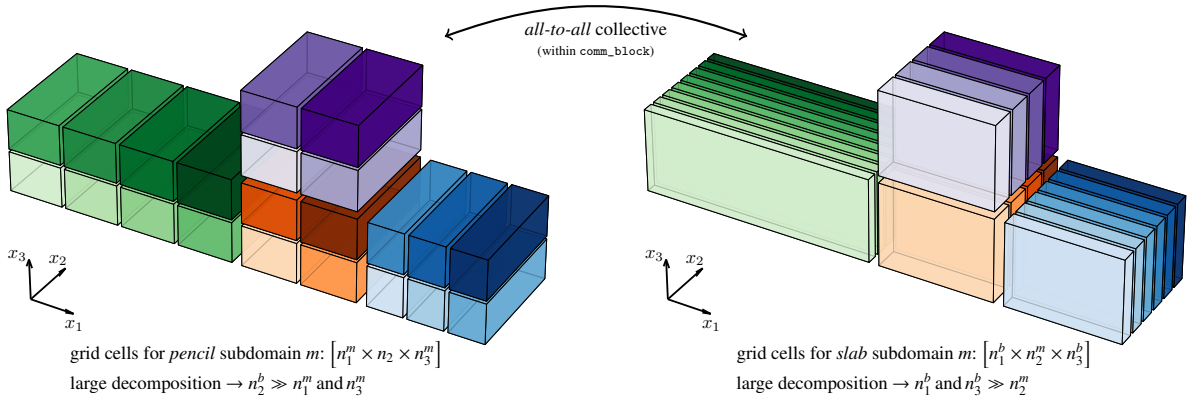 all-to-all collective
(within comm_block)
x₃
x₂
x₁
x₃
x₂
x₁
grid cells for pencil subdomain m: [n₁ᵐ × n₂ × n₃ᵐ]
large decomposition → n₂ᵇ ≫ n₁ᵐ and n₃ᵐ
grid cells for slab subdomain m: [n₁ᵇ × n₂ᵐ × n₃ᵇ]
large decomposition → n₁ᵇ and n₃ᵇ ≫ n₂ᵐ